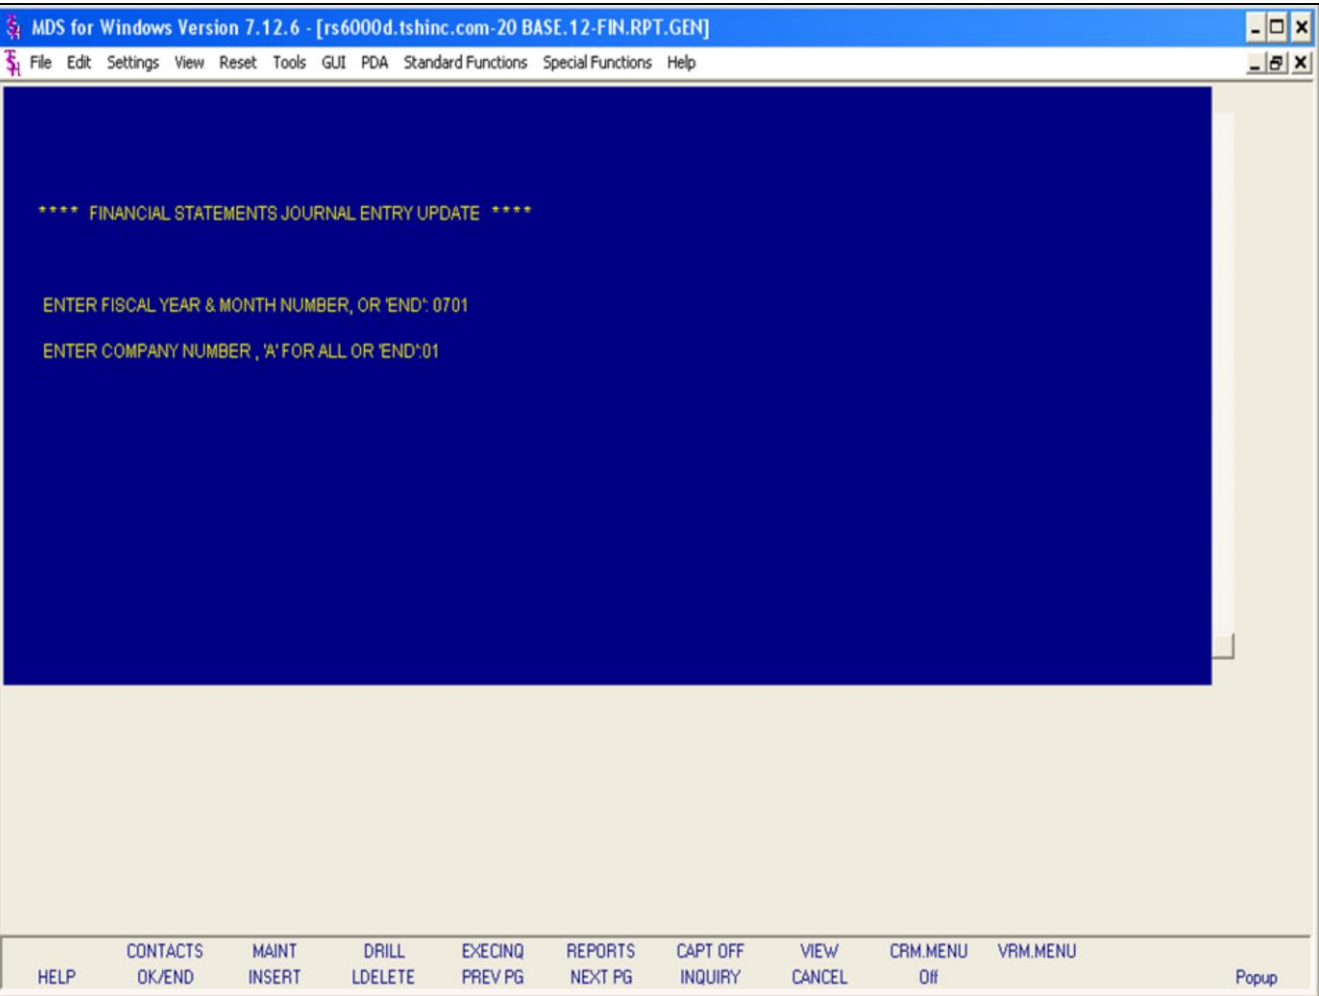 MDS for Windows Version 7.12.6 - [rs6000d.tshinc.com-20 BASE.12-FIN.RPT.GEN]
File Edit Settings View Reset Tools GUI PDA Standard Functions Special Functions Help
**** FINANCIAL STATEMENTS JOURNAL ENTRY UPDATE ****
ENTER FISCAL YEAR & MONTH NUMBER, OR 'END': 0701
ENTER COMPANY NUMBER , 'A' FOR ALL OR 'END':01
CONTACTS MAINT DRILL EXECINQ REPORTS CAPT OFF VIEW CRM.MENU VRM.MENU
HELP OK/END INSERT LDELETE PREV PG NEXT PG INQUIRY CANCEL Off Popup